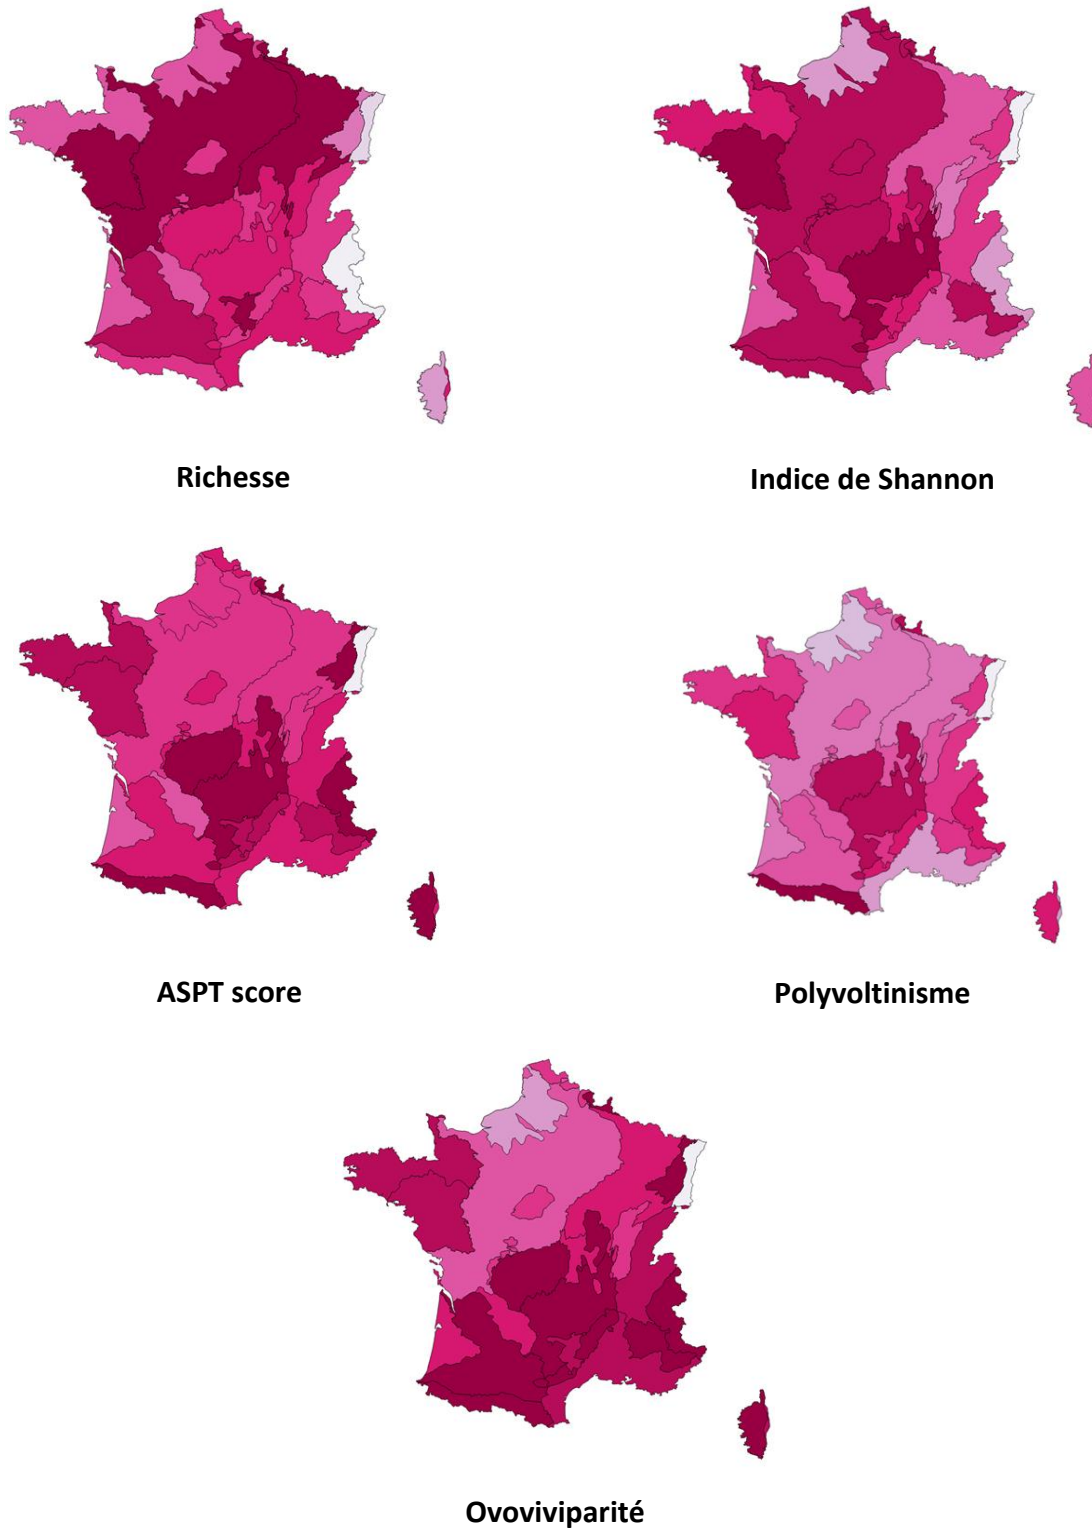 Richesse
Indice de Shannon
ASPT score
Polyvoltinisme
Ovoviviparité